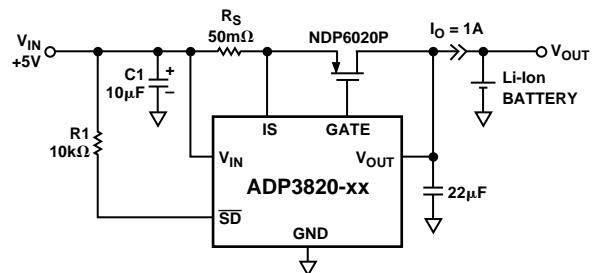 V_IN
+5V
R_S
50mΩ
NDP6020P
I_O = 1A
V_OUT
C1
10μF
+
–
Li-Ion
BATTERY
R1
10kΩ
IS
GATE
V_IN
V_OUT
ADP3820-xx
22μF
S̅D̅
GND